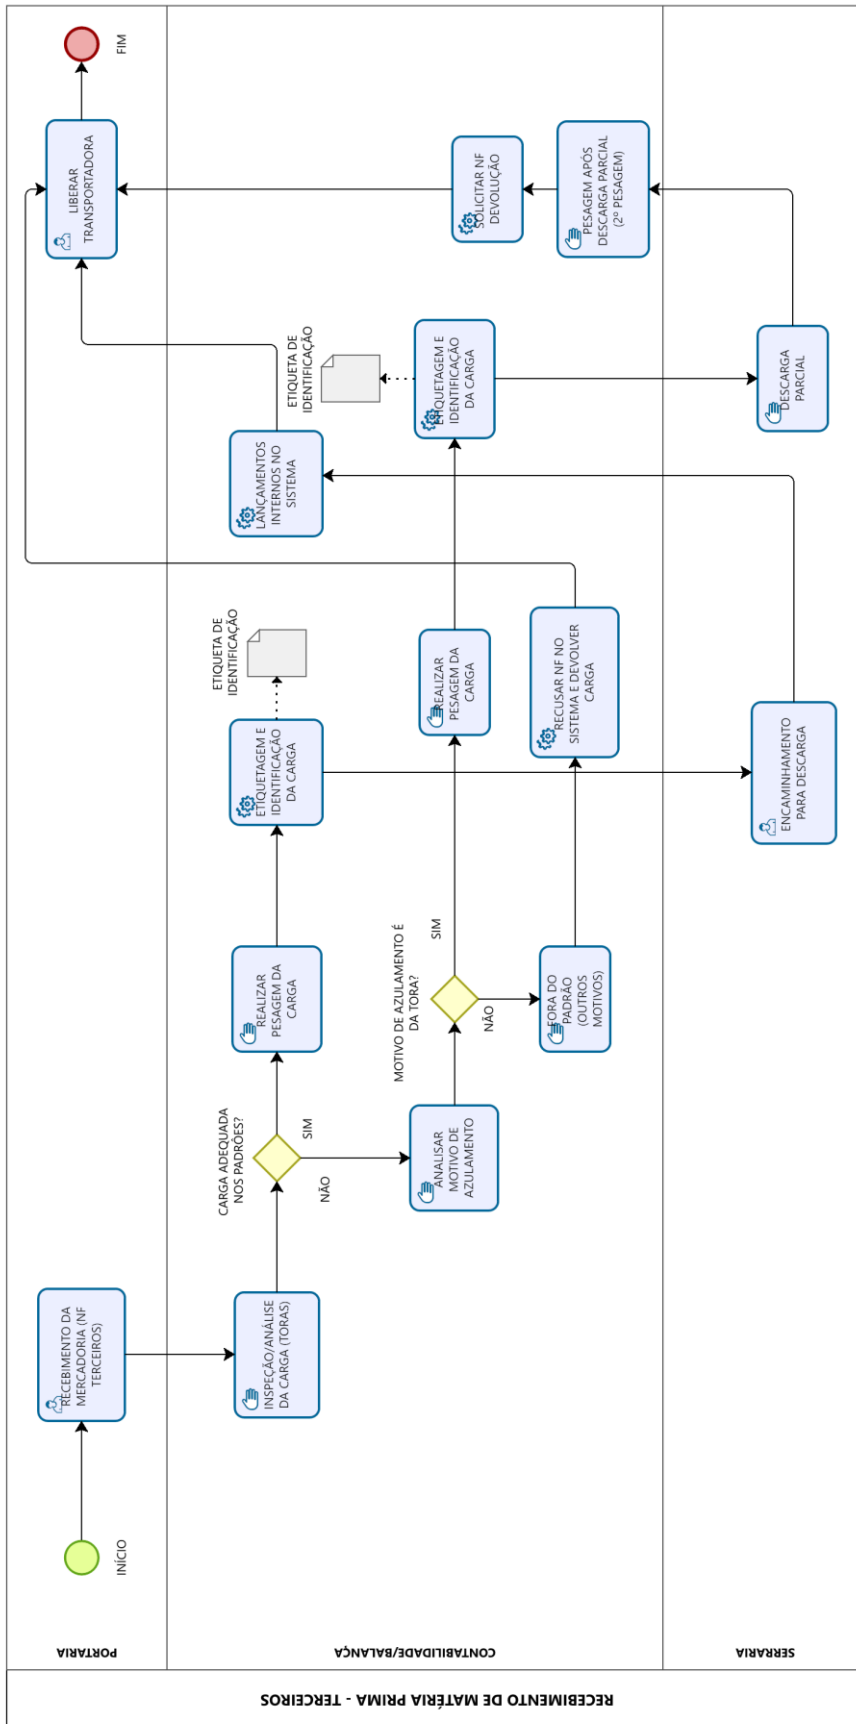 RECEBIMENTO DE MATÉRIA PRIMA - TERCEIROS
PORTARIA
CONTABILIDADE/BALANÇA
SERRARIA
INÍCIO
RECEBIMENTO DA
MERCADORIA (NF
TERCEIROS)
INSPEÇÃO/ANÁLISE
DA CARGA (TORAS)
CARGA ADEQUADA
NOS PADRÕES?
SIM
NÃO
REALIZAR
PESAGEM DA
CARGA
ETIQUETAGEM E
IDENTIFICAÇÃO
DA CARGA
ETIQUETA DE
IDENTIFICAÇÃO
ENCAMINHAMENTO
PARA DESCARGA
LANÇAMENTOS
INTERNOS NO
SISTEMA
ANALISAR
MOTIVO DE
AZULAMENTO
MOTIVO DE AZULAMENTO É
DA TORA?
SIM
NÃO
REALIZAR
PESAGEM DA
CARGA
ETIQUETAGEM E
IDENTIFICAÇÃO
DA CARGA
ETIQUETA DE
IDENTIFICAÇÃO
DESCARGA
PARCIAL
PESAGEM APÓS
DESCARGA PARCIAL
(2º PESAGEM)
SOLICITAR NF
DEVOLUÇÃO
FORA DO
PADRÃO
(OUTROS
MOTIVOS)
RECUSAR NF NO
SISTEMA E DEVOLVER
CARGA
LIBERAR
TRANSPORTADORA
FIM